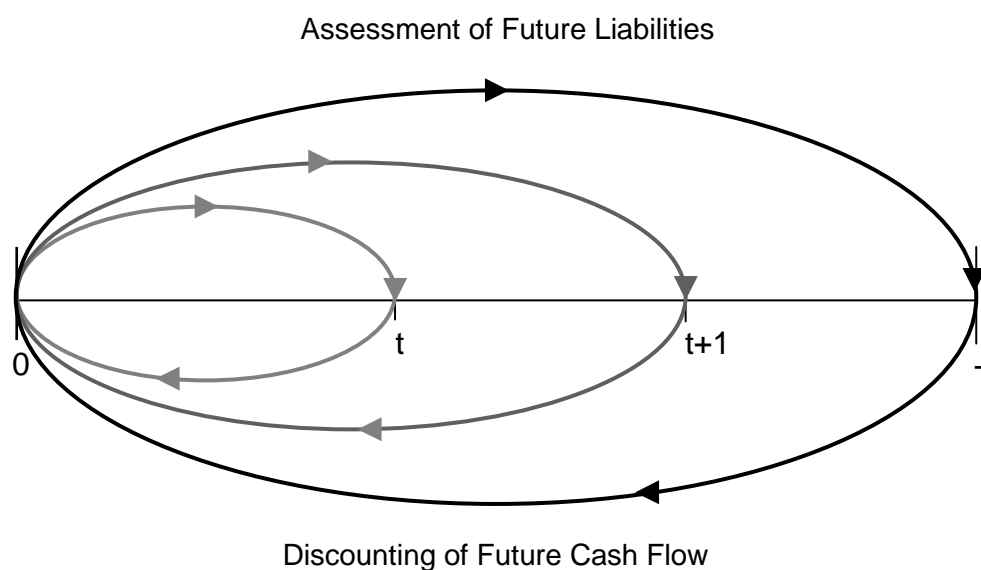 Assessment of Future Liabilities
0
t
t+1
Discounting of Future Cash Flow